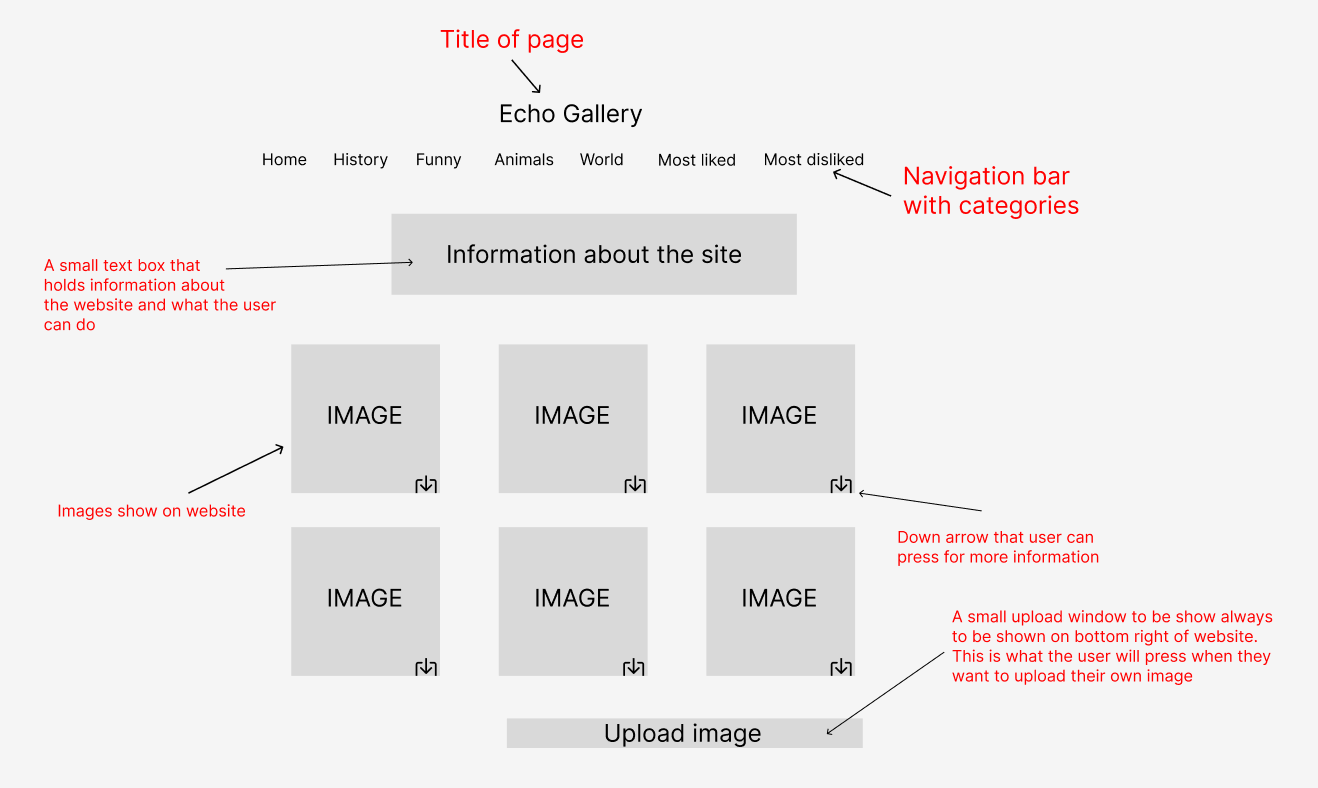 Title of page
Echo Gallery
Home History Funny Animals World Most liked Most disliked
Navigation bar
with categories
Information about the site
A small text box that
holds information about
the website and what the user
can do
IMAGE IMAGE IMAGE
Images show on website
Down arrow that user can
press for more information
IMAGE IMAGE IMAGE
A small upload window to be show always
to be shown on bottom right of website.
This is what the user will press when they
want to upload their own image
Upload image